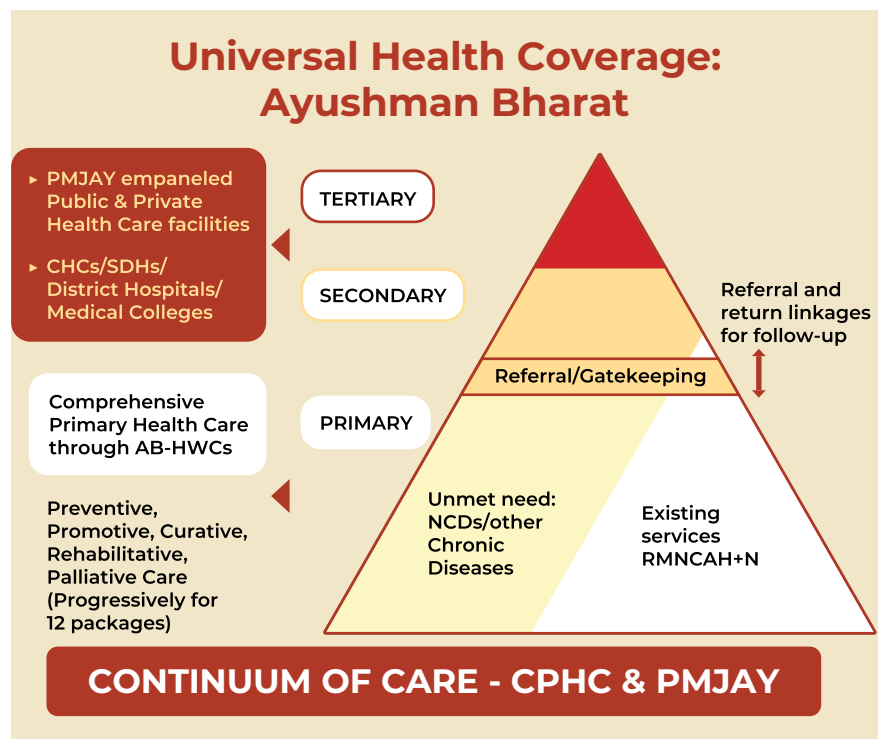 Universal Health Coverage:
Ayushman Bharat
▸ PMJAY empaneled
Public & Private
Health Care facilities
▸ CHCs/SDHs/
District Hospitals/
Medical Colleges
TERTIARY
SECONDARY
Referral and
return linkages
for follow-up
Referral/Gatekeeping
Comprehensive
Primary Health Care
through AB-HWCs
PRIMARY
Preventive,
Promotive, Curative,
Rehabilitative,
Palliative Care
(Progressively for
12 packages)
Unmet need:
NCDs/other
Chronic
Diseases
Existing
services
RMNCAH+N
CONTINUUM OF CARE - CPHC & PMJAY